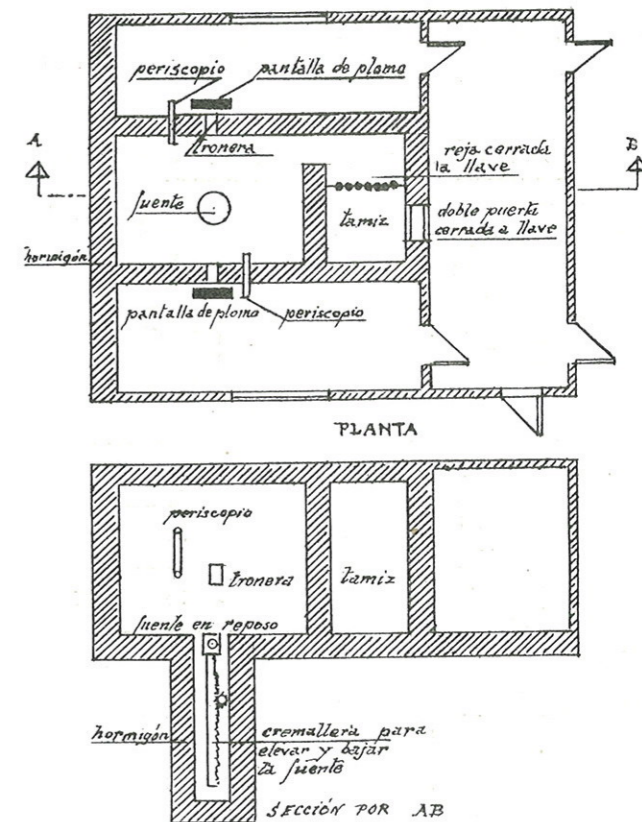 periscopio
pantalla de plomo
tronera
A
B
reja cerrada
la llave
fuente
tamiz
doble puerta
cerrada a llave
hormigón
pantalla de plomo
periscopio
PLANTA
periscopio
tronera
tamiz
fuente en reposo
hormigón
cremallera para
elevar y bajar
la fuente
SECCIÓN POR AB